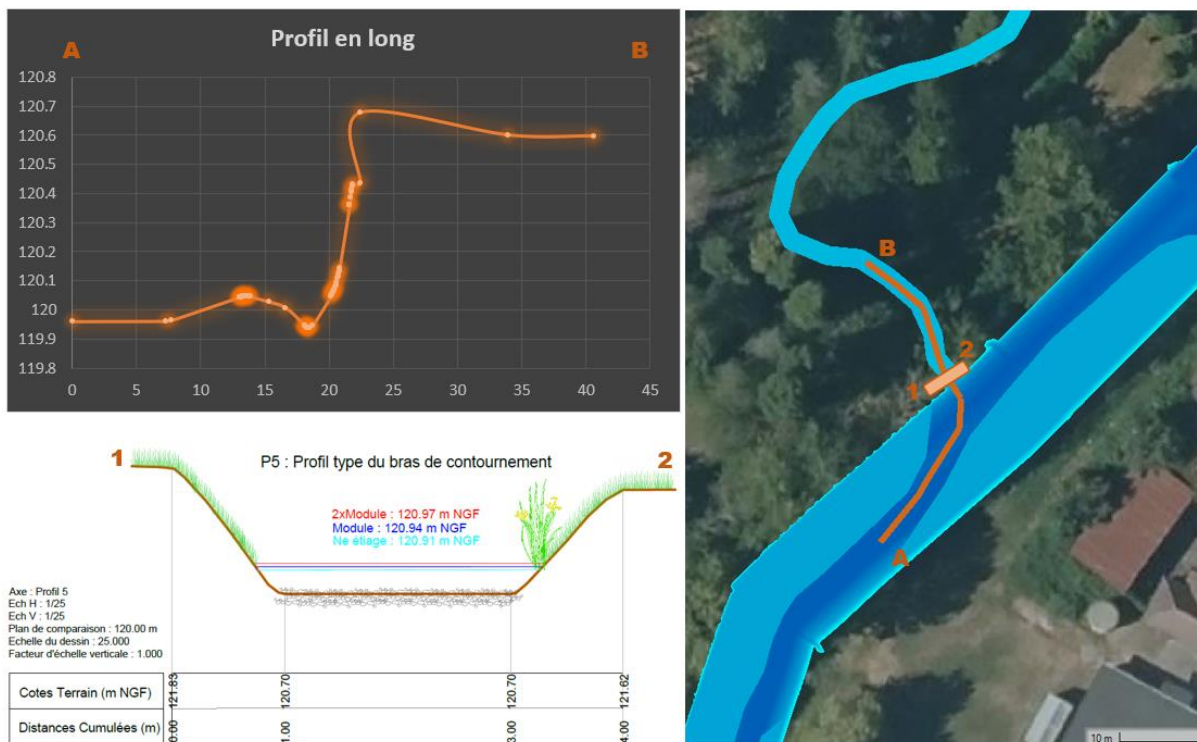 A
Profil en long
B
120.8
120.7
120.6
120.5
120.4
120.3
120.2
120.1
120
119.9
119.8
0
5
10
15
20
25
30
35
40
45
1
P5 : Profil type du bras de contournement
2
2xModule : 120.97 m NGF
Module : 120.94 m NGF
Ne étiage : 120.91 m NGF
Axe : Profil 5
Ech H : 1/25
Ech V : 1/25
Plan de comparaison : 120.00 m
Echelle du dessin : 25.000
Facteur d'échelle verticale : 1.000
Cotes Terrain (m NGF)
121.83
120.70
120.70
121.62
Distances Cumulées (m)
0.00
1.00
3.00
4.00
B
2
1
A
10 m